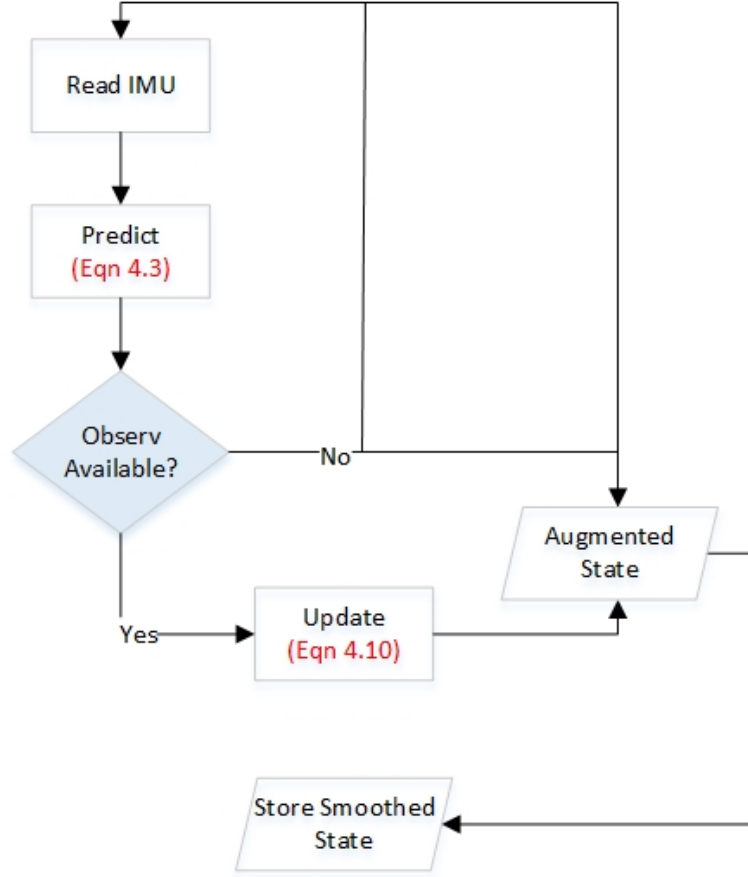 Read IMU
Predict
(Eqn 4.3)
Observ
Available?
No
Augmented
State
Yes
Update
(Eqn 4.10)
Store Smoothed
State